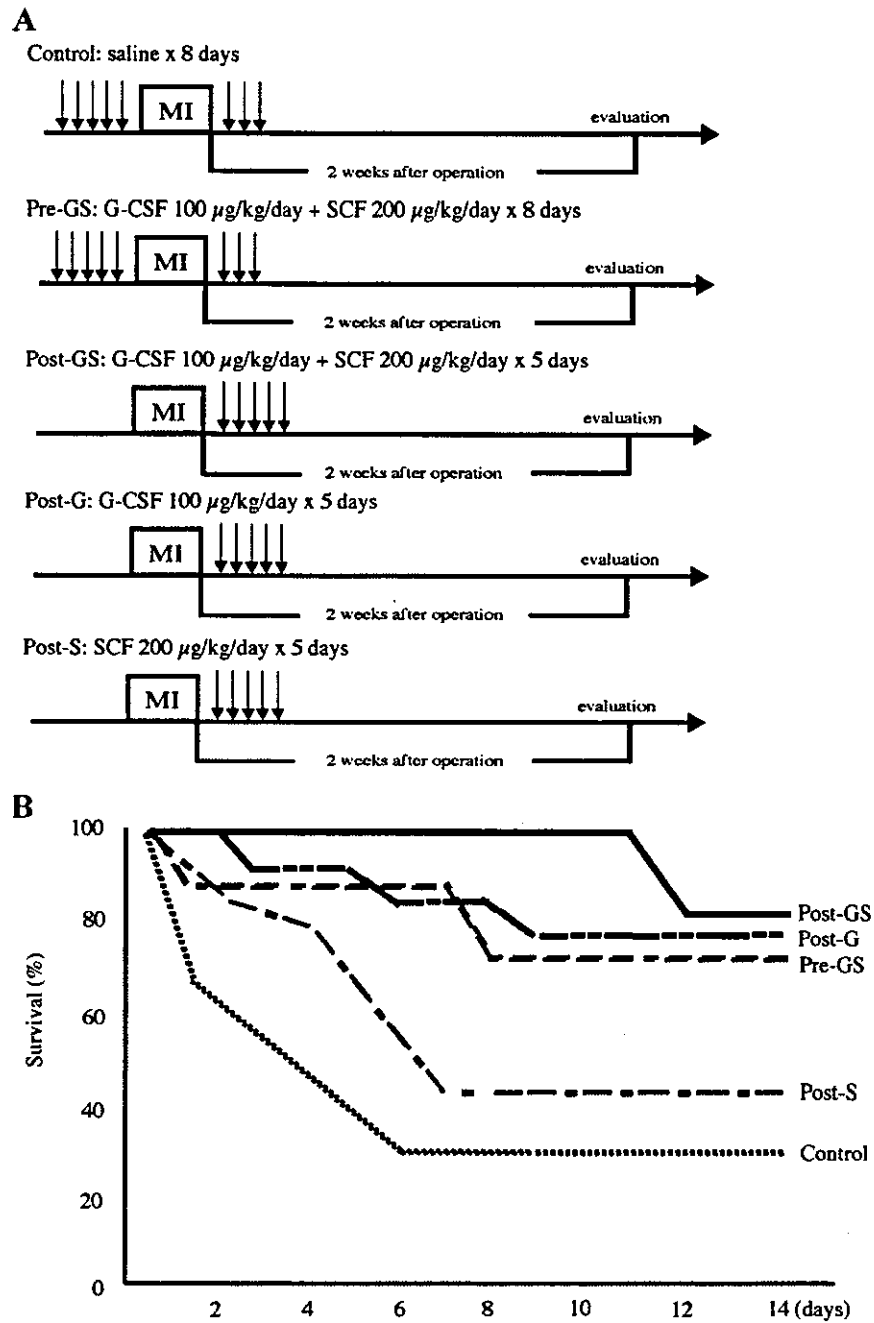 A
Control: saline x 8 days
MI
evaluation
2 weeks after operation
Pre-GS: G-CSF 100 µg/kg/day + SCF 200 µg/kg/day x 8 days
MI
evaluation
2 weeks after operation
Post-GS: G-CSF 100 µg/kg/day + SCF 200 µg/kg/day x 5 days
MI
evaluation
2 weeks after operation
Post-G: G-CSF 100 µg/kg/day x 5 days
MI
evaluation
2 weeks after operation
Post-S: SCF 200 µg/kg/day x 5 days
MI
evaluation
2 weeks after operation
B
Survival (%)
100
80
60
40
20
0
Post-GS
Post-G
Pre-GS
Post-S
Control
2 4 6 8 10 12 14 (days)